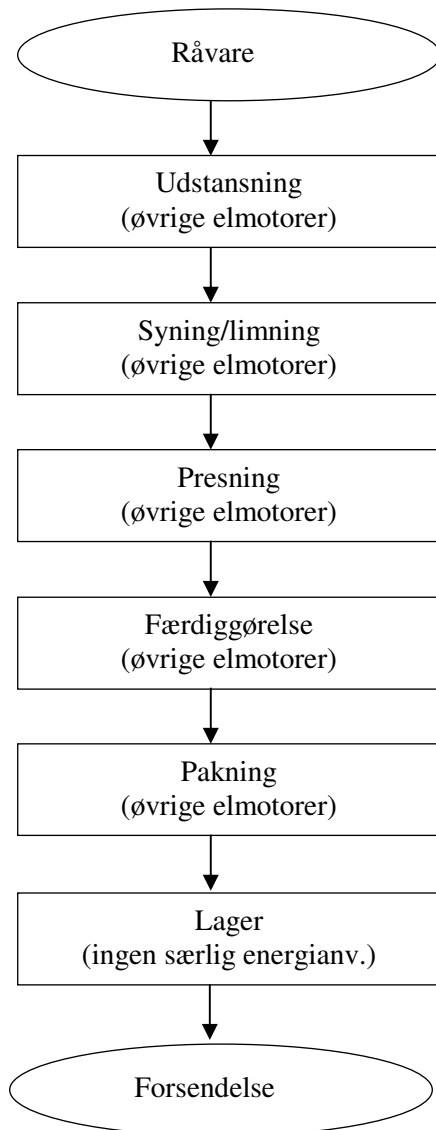 Råvare
Udstansning
(øvrige elmotorer)
Syning/limning
(øvrige elmotorer)
Presning
(øvrige elmotorer)
Færdiggørelse
(øvrige elmotorer)
Pakning
(øvrige elmotorer)
Lager
(ingen særlig energianv.)
Forsendelse